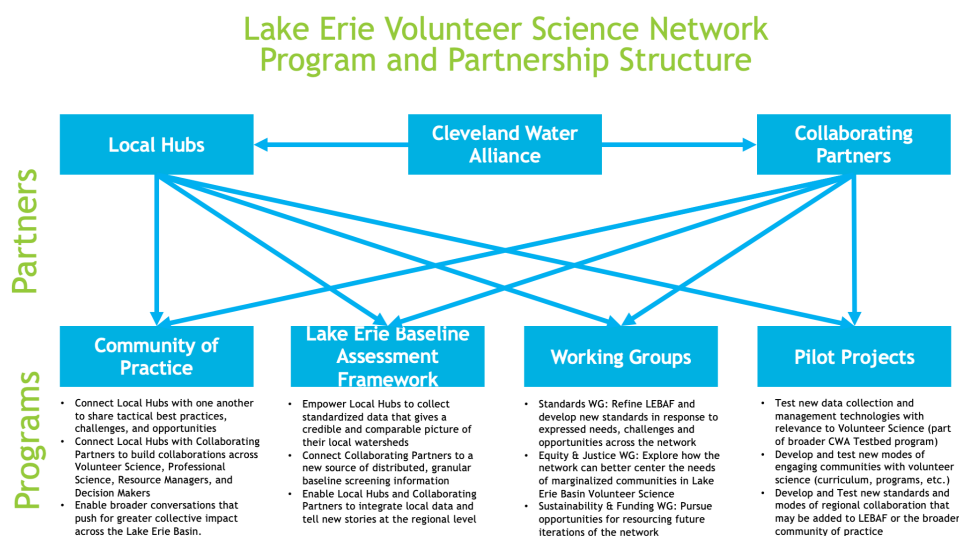 Lake Erie Volunteer Science Network
Program and Partnership Structure
Partners
Local Hubs
Cleveland Water
Alliance
Collaborating
Partners
Programs
Community of
Practice
Lake Erie Baseline
Assessment
Framework
Working Groups
Pilot Projects
• Connect Local Hubs with one another
to share tactical best practices,
challenges, and opportunities
• Connect Local Hubs with Collaborating
Partners to build collaborations across
Volunteer Science, Professional
Science, Resource Managers, and
Decision Makers
• Enable broader conversations that
push for greater collective impact
across the Lake Erie Basin.
• Empower Local Hubs to collect
standardized data that gives a
credible and comparable picture of
their local watersheds
• Connect Collaborating Partners to a
new source of distributed, granular
baseline screening information
• Enable Local Hubs and Collaborating
Partners to integrate local data and
tell new stories at the regional level
• Standards WG: Refine LEBAF and
develop new standards in response to
expressed needs, challenges and
opportunities across the network
• Equity & Justice WG: Explore how the
network can better center the needs
of marginalized communities in Lake
Erie Basin Volunteer Science
• Sustainability & Funding WG: Pursue
opportunities for resourcing future
iterations of the network
• Test new data collection and
management technologies with
relevance to Volunteer Science (part
of broader CWA Testbed program)
• Develop and test new modes of
engaging communities with volunteer
science (curriculum, programs, etc.)
• Develop and Test new standards and
modes of regional collaboration that
may be added to LEBAF or the broader
community of practice